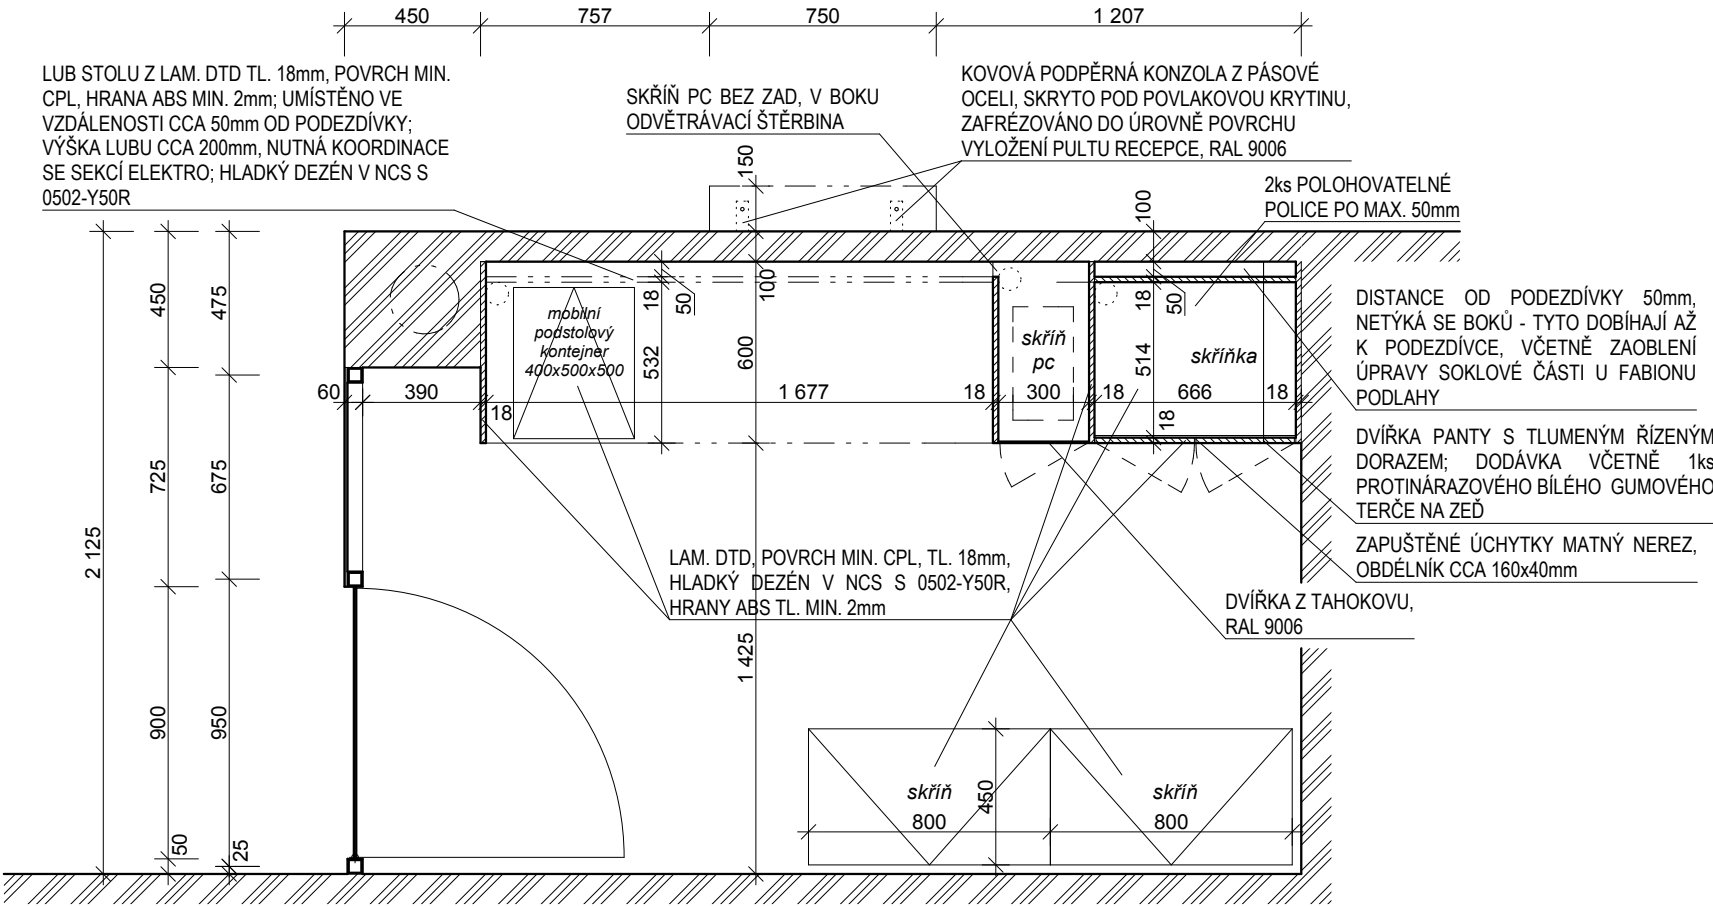 450
757
750
1 207
LUB STOLU Z LAM. DTD TL. 18mm, POVRCH MIN.
CPL, HRANA ABS MIN. 2mm; UMÍSTĚNO VE
VZDÁLENOSTI CCA 50mm OD PODEZDÍVKY;
VÝŠKA LUBU CCA 200mm, NUTNÁ KOORDINACE
SE SEKCÍ ELEKTRO; HLADKÝ DEZÉN V NCS S
0502-Y50R
SKŘÍŇ PC BEZ ZAD, V BOKU
ODVĚTRÁVACÍ ŠTĚRBINA
KOVOVÁ PODPĚRNÁ KONZOLA Z PÁSOVÉ
OCELI, SKRYTO POD POVLAKOVOU KRYTINU,
ZAFRÉZOVÁNO DO ÚROVNĚ POVRCHU
VYLOŽENÍ PULTU RECEPCE, RAL 9006
2ks POLOHOVATELNÉ
POLICE PO MAX. 50mm
150
100
450
475
18
50
100
18
50
mobilní
podstolový
kontejner
400x500x500
532
600
skříň
pc
514
skříňka
DISTANCE OD PODEZDÍVKY 50mm,
NETÝKÁ SE BOKŮ - TYTO DOBÍHAJÍ AŽ
K PODEZDÍVCE, VČETNĚ ZAOBLENÍ
ÚPRAVY SOKLOVÉ ČÁSTI U FABIONU
PODLAHY
60
390
18
1 677
18
300
18
666
18
18
DVÍŘKA PANTY S TLUMENÝM ŘÍZENÝM
DORAZEM; DODÁVKA VČETNĚ 1ks
PROTINÁRAZOVÉHO BÍLÉHO GUMOVÉHO
TERČE NA ZEĎ
725
675
2 125
ZAPUŠTĚNÉ ÚCHYTKY MATNÝ NEREZ,
OBDÉLNÍK CCA 160x40mm
LAM. DTD, POVRCH MIN. CPL, TL. 18mm,
HLADKÝ DEZÉN V NCS S 0502-Y50R,
HRANY ABS TL. MIN. 2mm
DVÍŘKA Z TAHOKOVU,
RAL 9006
1 425
900
950
skříň
450
skříň
800
800
50
25